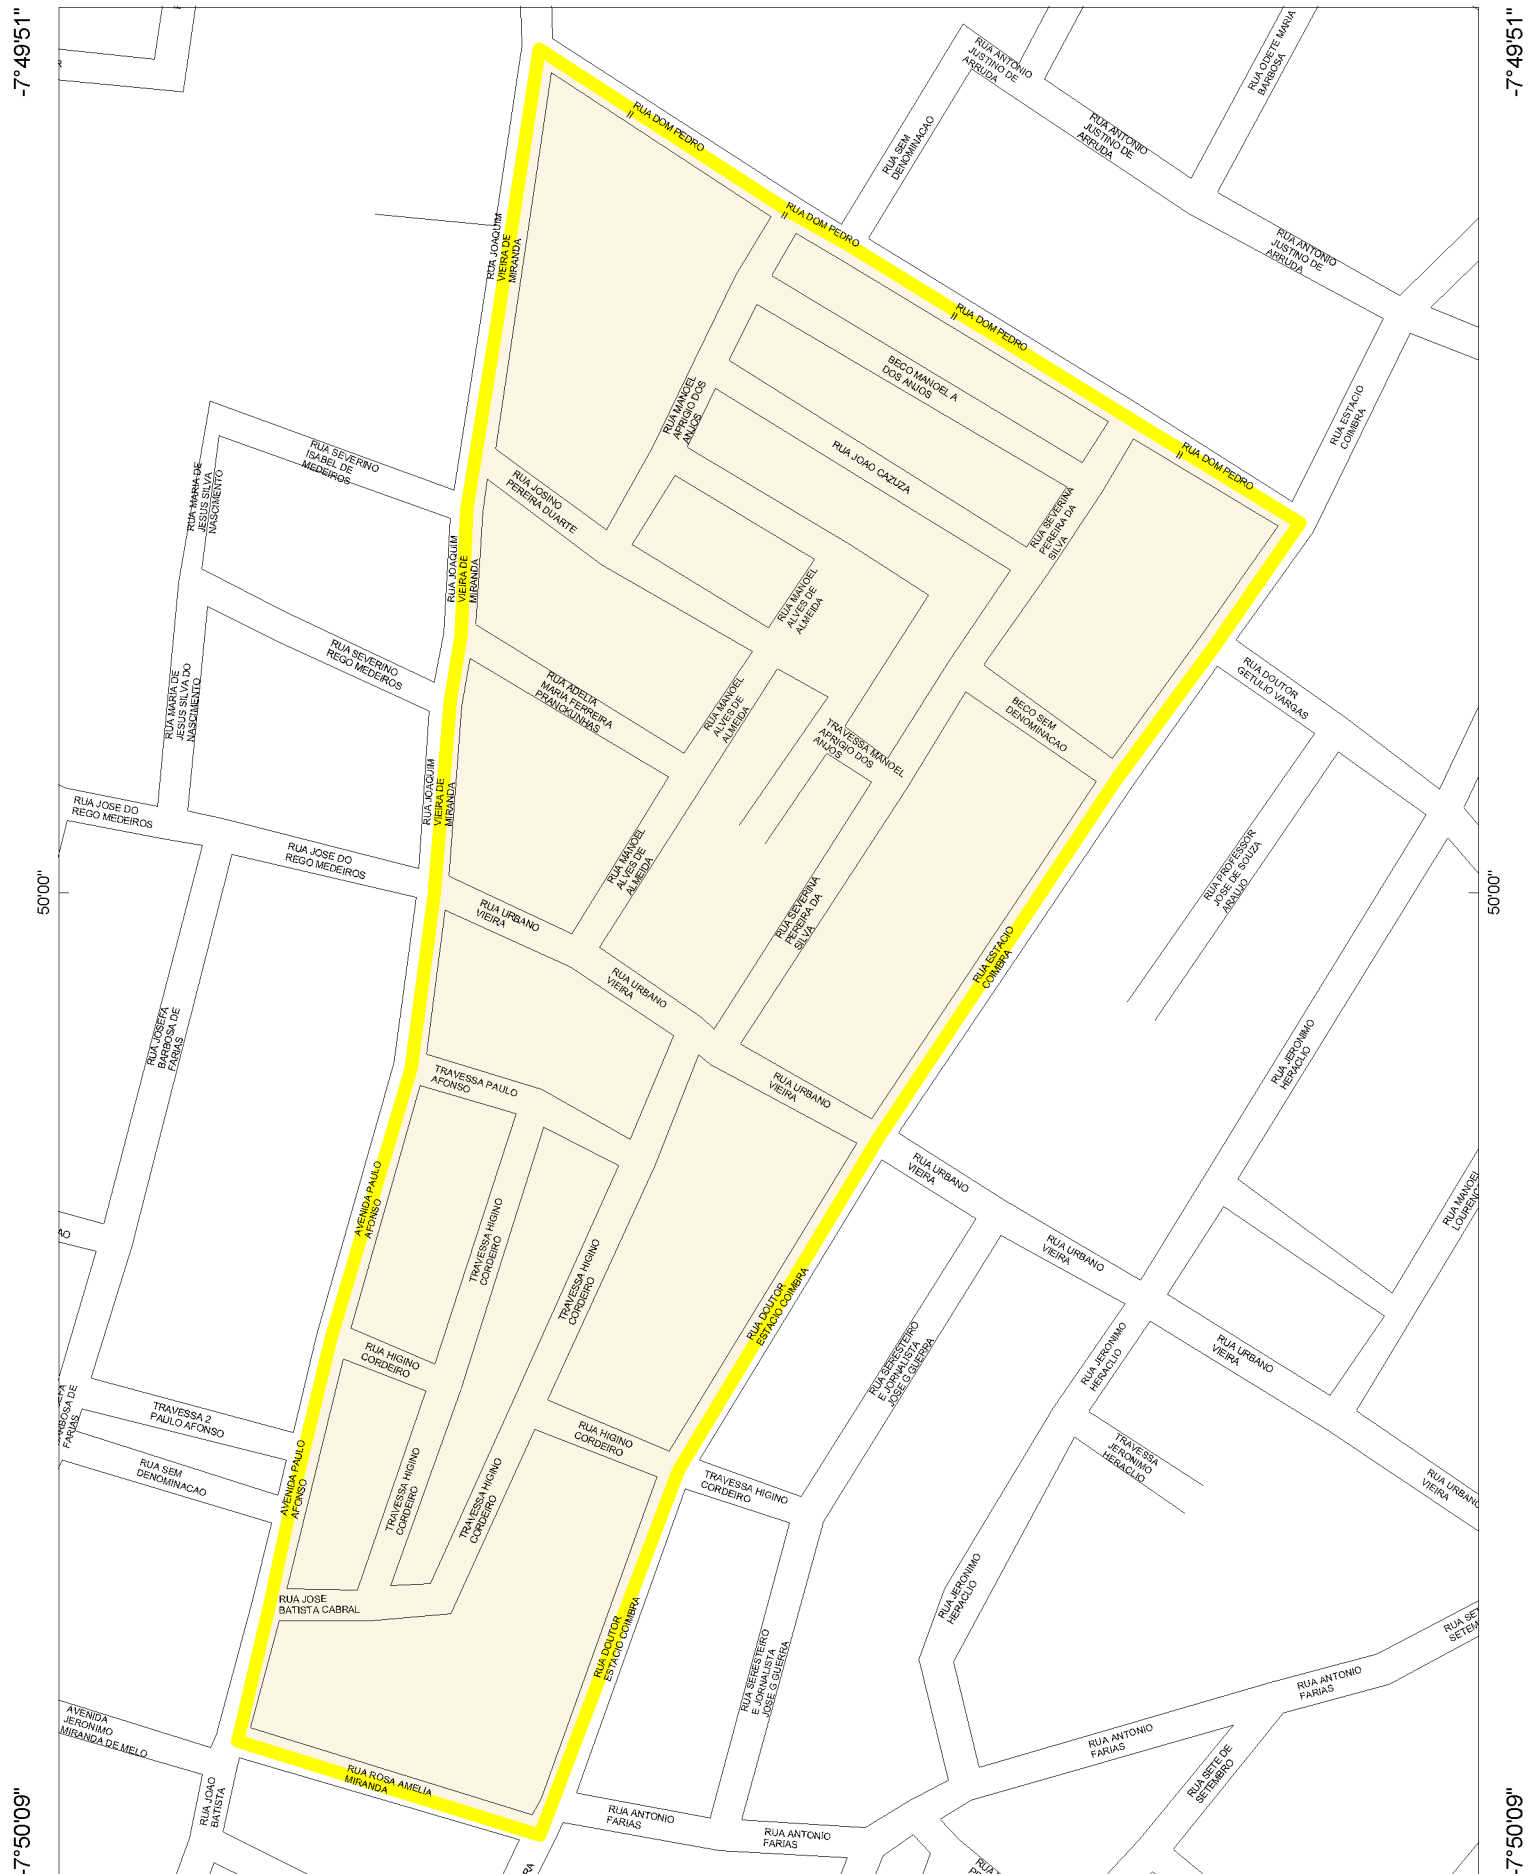 -7°49'51"
-7°49'51"
RUA ANTONIO
JUSTINO DE
ARRUDA
RUA ODETE MARIA
BARBOSA
RUA DOM PEDRO
II
RUA SEM
DENOMINACAO
RUA ANTONIO
JUSTINO DE
ARRUDA
RUA DOM PEDRO
II
RUA JOAQUIM
VIEIRA DE
MIRANDA
RUA ANTONIO
JUSTINO DE
ARRUDA
RUA DOM PEDRO
II
BECO MANOEL A
DOS ANJOS
RUA MANOEL
APRIGIO DOS
ANJOS
RUA ESTACIO
COIMBRA
RUA SEVERINO
ISABEL DE
MEDEIROS
RUA JOAO CAZUZA
RUA DOM PEDRO
II
RUA MARIA DE
JESUS SILVA
NASCIMENTO
RUA JOSINO
PEREIRA DUARTE
RUA SEVERINA
PEREIRA DA
SILVA
RUA JOAQUIM
VIEIRA DE
MIRANDA
RUA MANOEL
ALVES DE
ALMEIDA
RUA SEVERINO
REGO MEDEIROS
RUA MARIA DE
JESUS SILVA DO
NASCIMENTO
RUA ADELIA
MARIA FERREIRA
PRANCKUNHAS
RUA MANOEL
ALVES DE
ALMEIDA
RUA DOUTOR
GETULIO VARGAS
BECO SEM
DENOMINACAO
TRAVESSA MANOEL
APRIGIO DOS
ANJOS
RUA JOAQUIM
VIEIRA DE
MIRANDA
RUA JOSE DO
REGO MEDEIROS
RUA JOSE DO
REGO MEDEIROS
RUA MANOEL
ALVES DE
ALMEIDA
RUA PROFESSOR
JOSE DE SOUZA
ARAUJO
50'00"
50'00"
RUA URBANO
VIEIRA
RUA SEVERINA
PEREIRA DA
SILVA
RUA ESTACIO
COIMBRA
RUA URBANO
VIEIRA
RUA JOSEFA
BARBOSA DE
FARIAS
RUA JERONIMO
HERACLIO
TRAVESSA PAULO
AFONSO
RUA URBANO
VIEIRA
RUA URBANO
VIEIRA
AVENIDA PAULO
AFONSO
RUA MANOEL
LOURENC
AO
TRAVESSA HIGINO
CORDEIRO
TRAVESSA HIGINO
CORDEIRO
RUA URBANO
VIEIRA
RUA DOUTOR
ESTACIO COIMBRA
RUA HIGINO
CORDEIRO
RUA SERESTEIRO
E JORNALISTA
JOSE G GUERRA
RUA JERONIMO
HERACLIO
RUA URBANO
VIEIRA
BARBOSA DE
FARIAS
TRAVESSA 2
PAULO AFONSO
RUA HIGINO
CORDEIRO
TRAVESSA
JERONIMO
HERACLIO
RUA SEM
DENOMINACAO
AVENIDA PAULO
AFONSO
TRAVESSA HIGINO
CORDEIRO
TRAVESSA HIGINO
CORDEIRO
TRAVESSA HIGINO
CORDEIRO
RUA URBANO
VIEIRA
RUA JOSE
BATISTA CABRAL
RUA JERONIMO
HERACLIO
RUA DOUTOR
ESTACIO COIMBRA
RUA SERESTEIRO
E JORNALISTA
JOSE G GUERRA
RUA SET
SETEM
RUA ANTONIO
FARIAS
AVENIDA
JERONIMO
MIRANDA DE MELO
RUA ANTONIO
FARIAS
RUA ROSA AMELIA
MIRANDA
RUA JOAO
BATISTA
RUA SETE DE
SETEMBRO
RUA ANTONIO
FARIAS
RUA ANTONIO
FARIAS
-7°50'09"
-7°50'09"
RA
RUA